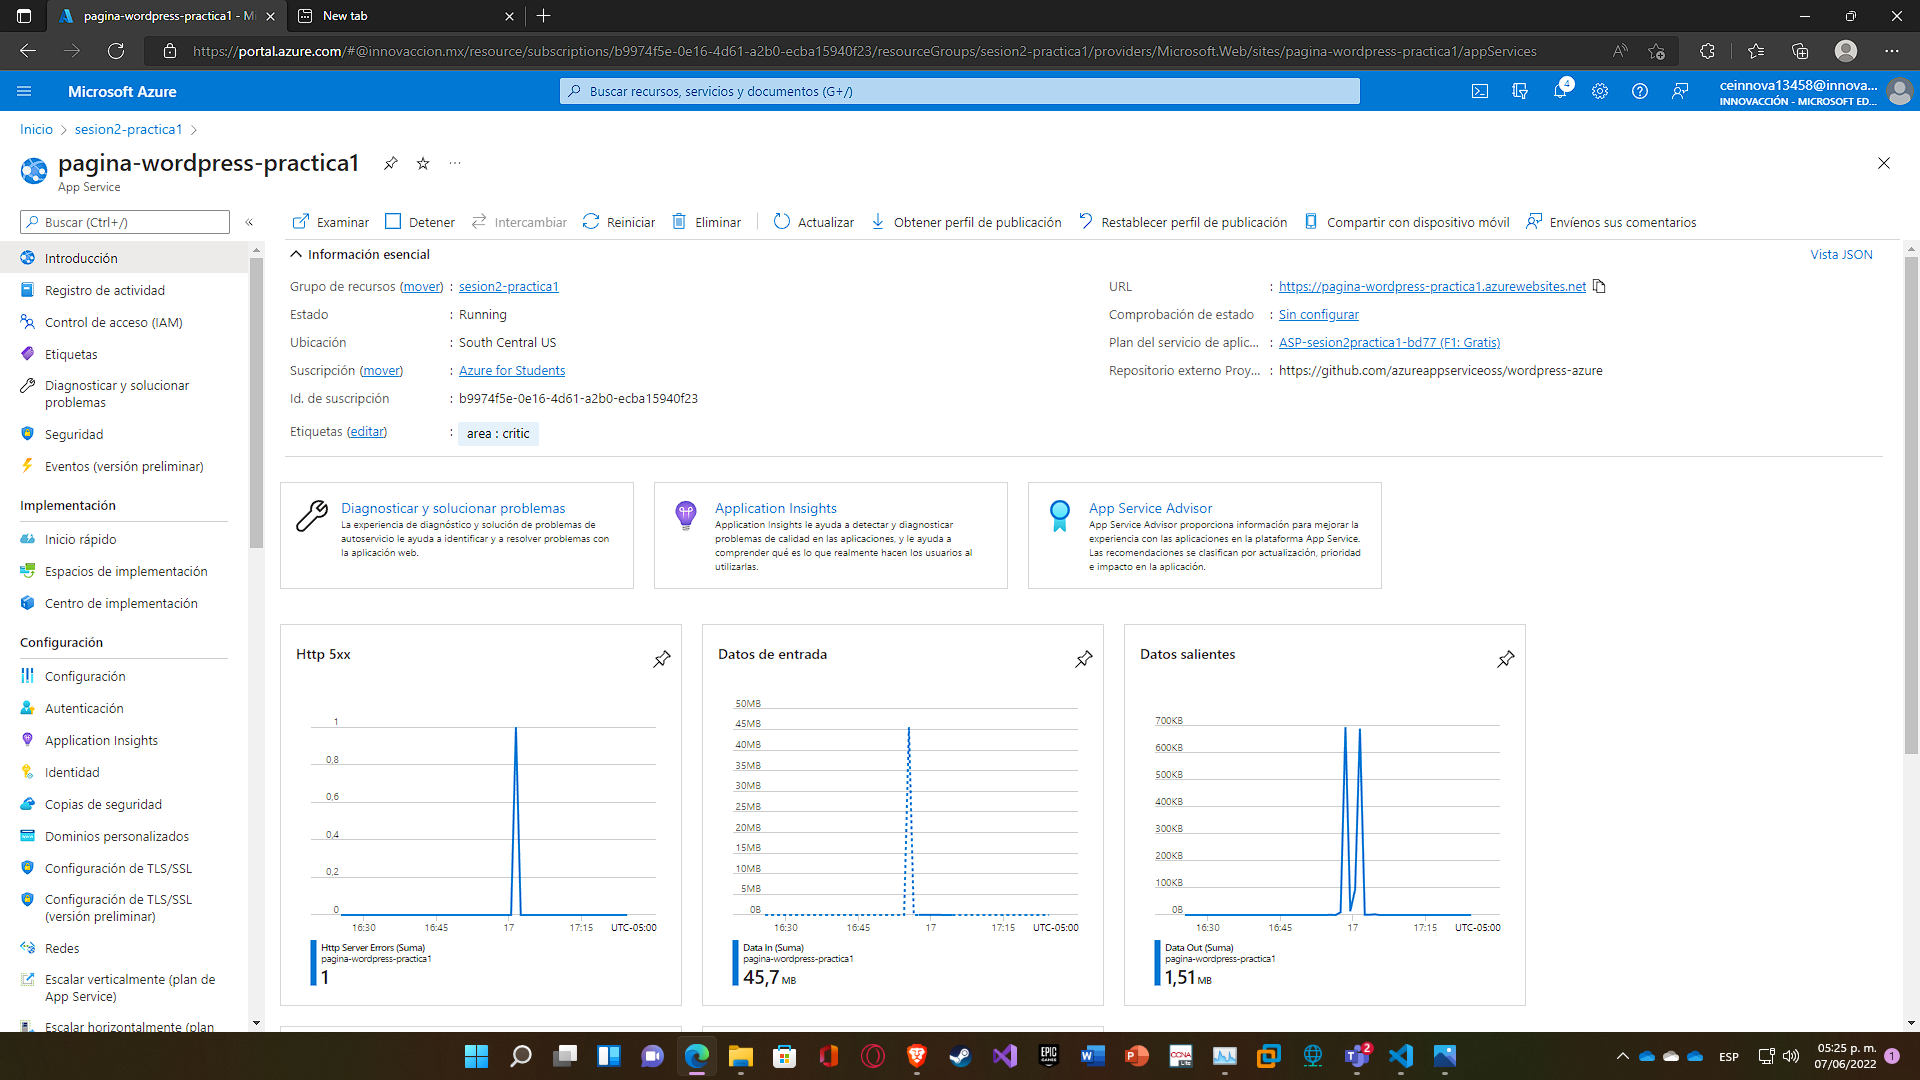 pagina-wordpress-practica1 - Mi
New tab
https://portal.azure.com/#@innovaccion.mx/resource/subscriptions/b9974f5e-0e16-4d61-a2b0-ecba15940f23/resourceGroups/sesion2-practica1/providers/Microsoft.Web/sites/pagina-wordpress-practica1/appServices
Microsoft Azure
Buscar recursos, servicios y documentos (G+/)
4
ceinnova13458@innova...
INNOVACCIÓN - MICROSOFT ED...
Inicio
sesion2-practica1
pagina-wordpress-practica1
App Service
Buscar (Ctrl+/)
Examinar
Detener
Intercambiar
Reiniciar
Eliminar
Actualizar
Obtener perfil de publicación
Restablecer perfil de publicación
Compartir con dispositivo móvil
Envíenos sus comentarios
Introducción
Registro de actividad
Control de acceso (IAM)
Etiquetas
Diagnosticar y solucionar
problemas
Seguridad
Eventos (versión preliminar)
Implementación
Inicio rápido
Espacios de implementación
Centro de implementación
Configuración
Configuración
Autenticación
Application Insights
Identidad
Copias de seguridad
Dominios personalizados
Configuración de TLS/SSL
Configuración de TLS/SSL
(versión preliminar)
Redes
Escalar verticalmente (plan de
App Service)
Escalar horizontalmente (plan
Información esencial
Vista JSON
Grupo de recursos (mover) : sesion2-practica1
Estado : Running
Ubicación : South Central US
Suscripción (mover) : Azure for Students
Id. de suscripción : b9974f5e-0e16-4d61-a2b0-ecba15940f23
Etiquetas (editar) : area : critic
URL : https://pagina-wordpress-practica1.azurewebsites.net
Comprobación de estado : Sin configurar
Plan del servicio de aplic... : ASP-sesion2practica1-bd77 (F1: Gratis)
Repositorio externo Proy... : https://github.com/azureappserviceoss/wordpress-azure
Diagnosticar y solucionar problemas
La experiencia de diagnóstico y solución de problemas de
autoservicio le ayuda a identificar y a resolver problemas con
la aplicación web.
Application Insights
Application Insights le ayuda a detectar y diagnosticar
problemas de calidad en las aplicaciones, y le ayuda a
comprender qué es lo que realmente hacen los usuarios al
utilizarlas.
App Service Advisor
App Service Advisor proporciona información para mejorar la
experiencia con las aplicaciones en la plataforma App Service.
Las recomendaciones se clasifican por actualización, prioridad
e impacto en la aplicación.
Http 5xx
1
0,8
0,6
0,4
0,2
0
16:30 16:45 17 17:15 UTC-05:00
Http Server Errors (Suma)
pagina-wordpress-practica1
1
Datos de entrada
50MB
45MB
40MB
35MB
30MB
25MB
20MB
15MB
10MB
5MB
0B
16:30 16:45 17 17:15 UTC-05:00
Data In (Suma)
pagina-wordpress-practica1
45,7 MB
Datos salientes
700KB
600KB
500KB
400KB
300KB
200KB
100KB
0B
16:30 16:45 17 17:15 UTC-05:00
Data Out (Suma)
pagina-wordpress-practica1
1,51 MB
EPIC
GAMES
CCNA
2
ESP
05:25 p. m.
07/06/2022
1